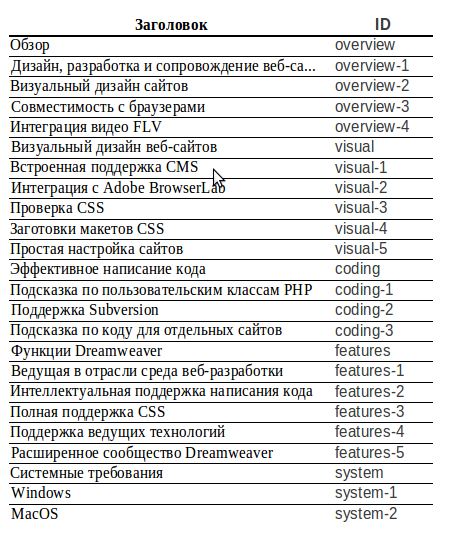 Заголовок ID
Обзор overview
Дизайн, разработка и сопровождение веб-са... overview-1
Визуальный дизайн сайтов overview-2
Совместимость с браузерами overview-3
Интеграция видео FLV overview-4
Визуальный дизайн веб-сайтов visual
Встроенная поддержка CMS visual-1
Интеграция с Adobe BrowserLab visual-2
Проверка CSS visual-3
Заготовки макетов CSS visual-4
Простая настройка сайтов visual-5
Эффективное написание кода coding
Подсказка по пользовательским классам PHP coding-1
Поддержка Subversion coding-2
Подсказка по коду для отдельных сайтов coding-3
Функции Dreamweaver features
Ведущая в отрасли среда веб-разработки features-1
Интеллектуальная поддержка написания кода features-2
Полная поддержка CSS features-3
Поддержка ведущих технологий features-4
Расширенное сообщество Dreamweaver features-5
Системные требования system
Windows system-1
MacOS system-2